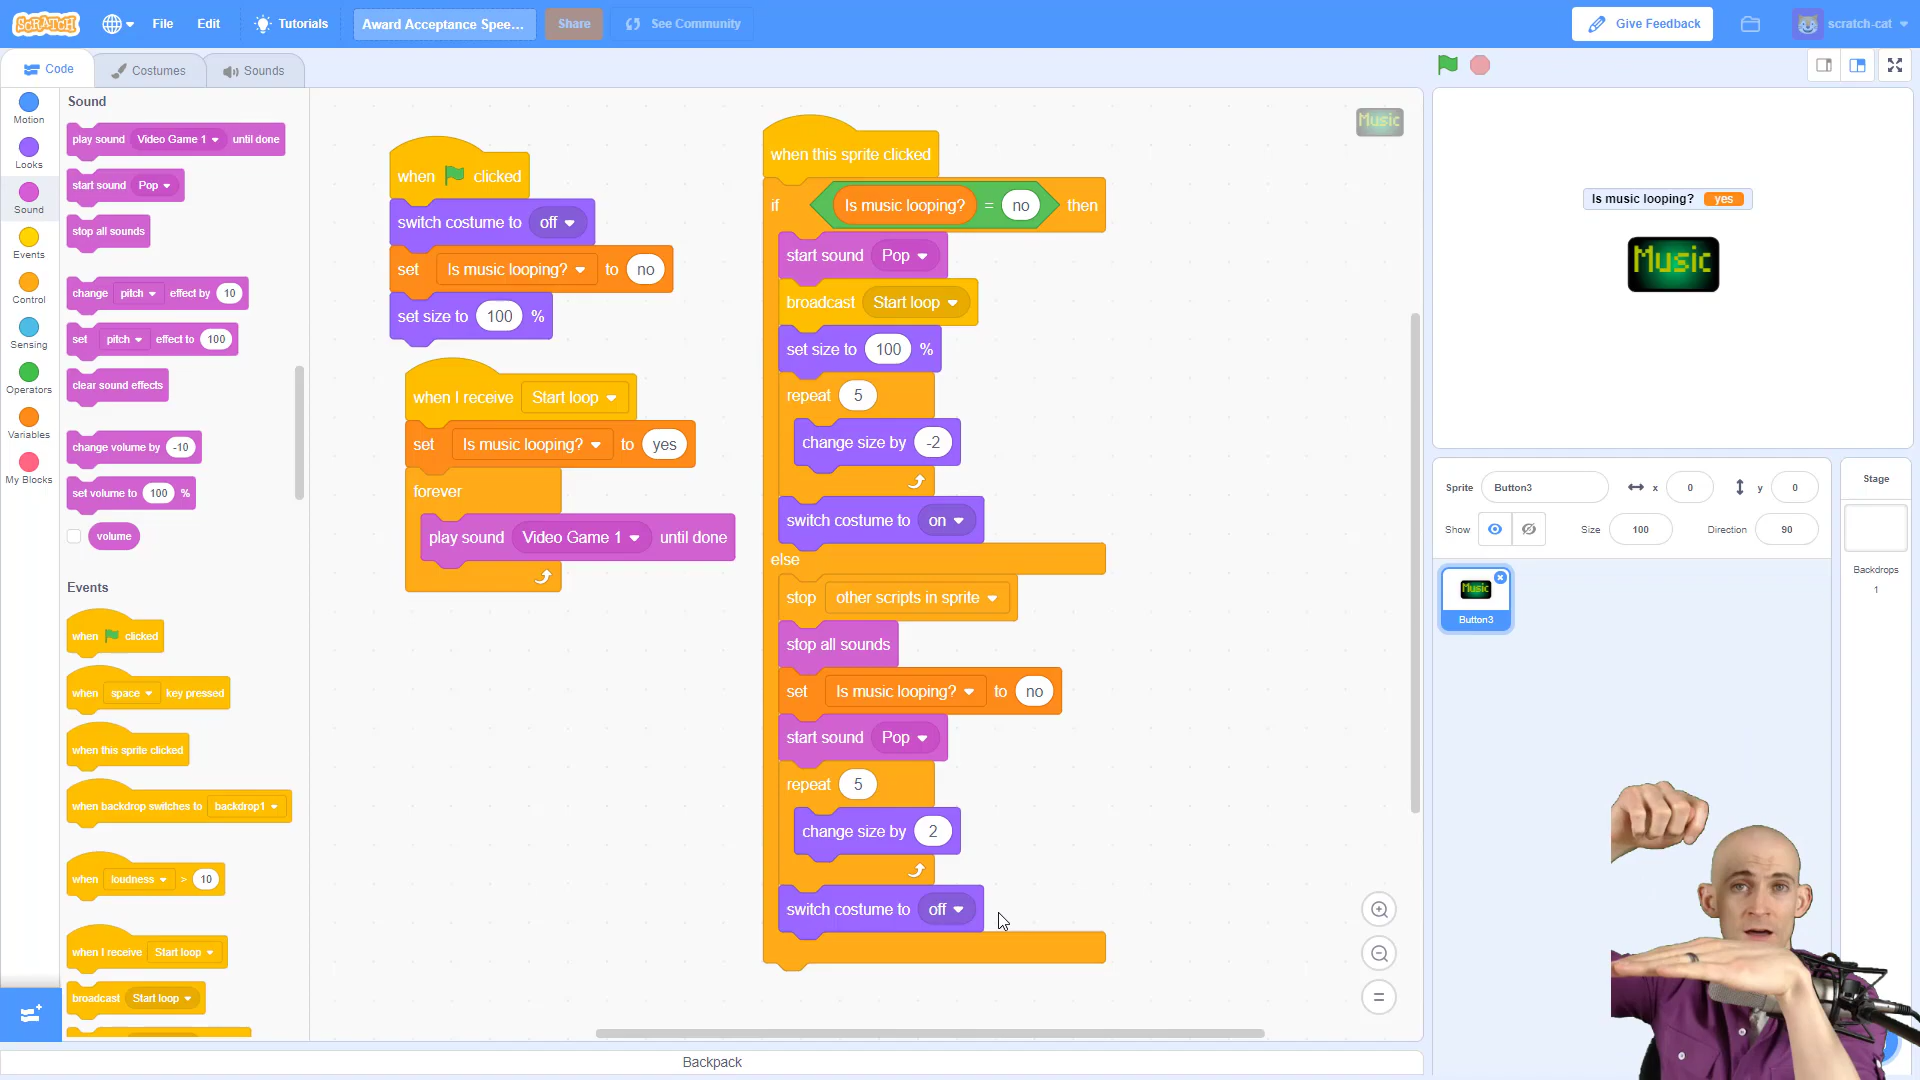 SCRATCH
File
Edit
Tutorials
Award Acceptance Spee...
Share
See Community
Give Feedback
scratch-cat
Code
Costumes
Sounds
Motion
Looks
Sound
Events
Control
Sensing
Operators
Variables
My Blocks
Sound
play sound Video Game 1 until done
start sound Pop
stop all sounds
change pitch effect by 10
set pitch effect to 100
clear sound effects
change volume by -10
set volume to 100 %
volume
Events
when clicked
when space key pressed
when this sprite clicked
when backdrop switches to backdrop1
when loudness > 10
when I receive Start loop
broadcast Start loop
when clicked
switch costume to off
set Is music looping? to no
set size to 100 %
when I receive Start loop
set Is music looping? to yes
forever
play sound Video Game 1 until done
when this sprite clicked
if Is music looping? = no then
start sound Pop
broadcast Start loop
set size to 100 %
repeat 5
change size by -2
switch costume to on
else
stop other scripts in sprite
stop all sounds
set Is music looping? to no
start sound Pop
repeat 5
change size by 2
switch costume to off
Music
Backpack
Is music looping? yes
Music
Sprite Button3 x 0 y 0
Show Size 100 Direction 90
Music
Button3
Stage
Backdrops
1